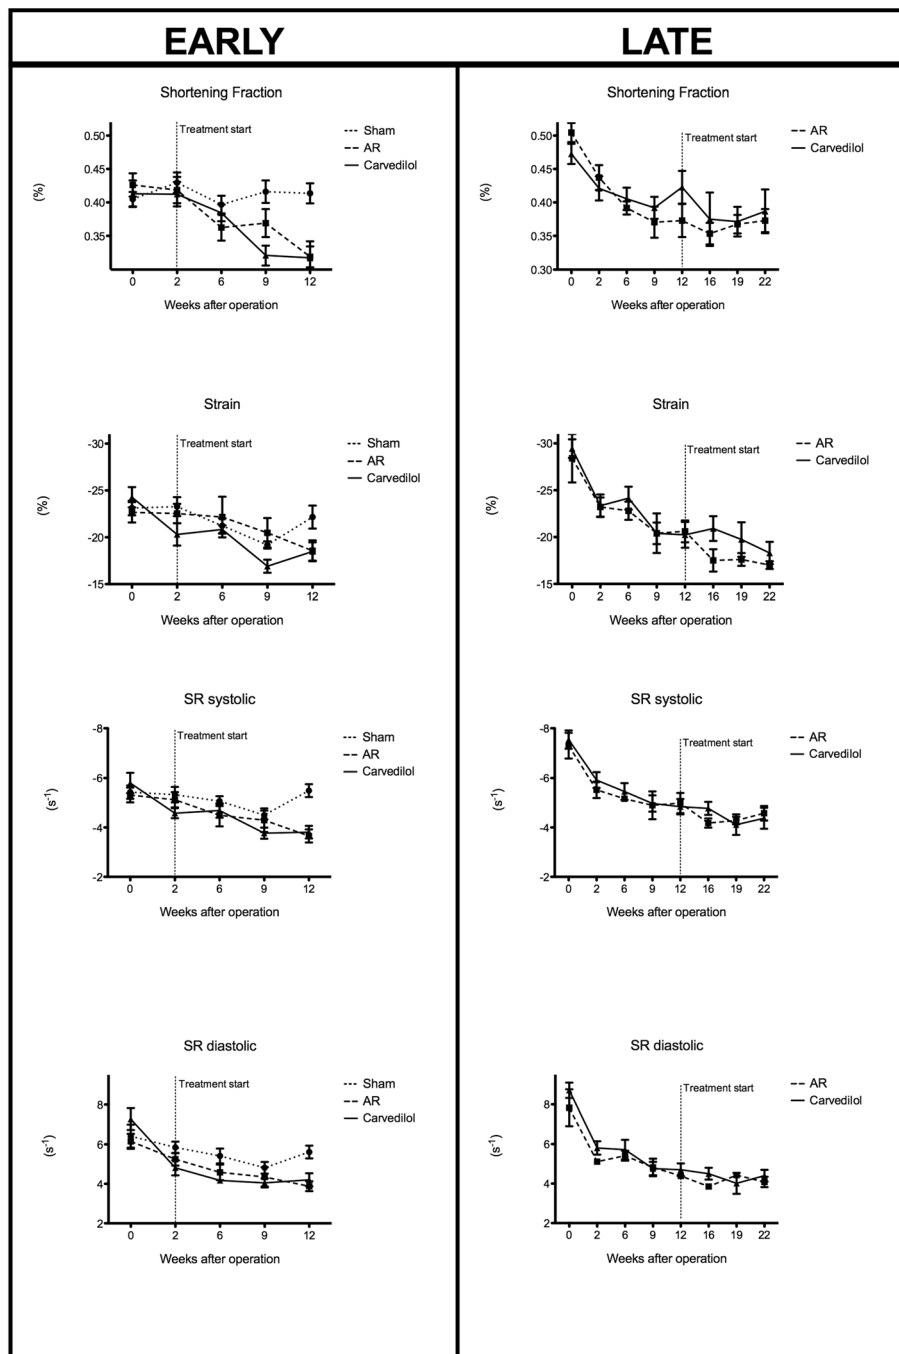 EARLY
LATE
Shortening Fraction
0.50
0.45
0.40
0.35
(%)
Treatment start
Sham
AR
Carvedilol
0 2 6 9 12
Weeks after operation
Shortening Fraction
0.50
0.45
0.40
0.35
0.30
(%)
Treatment start
AR
Carvedilol
0 2 6 9 12 16 19 22
Weeks after operation
Strain
-30
-25
-20
-15
(%)
Treatment start
Sham
AR
Carvedilol
0 2 6 9 12
Weeks after operation
Strain
-30
-25
-20
-15
(%)
Treatment start
AR
Carvedilol
0 2 6 9 12 16 19 22
Weeks after operation
SR systolic
-8
-6
-4
-2
(s⁻¹)
Treatment start
Sham
AR
Carvedilol
0 2 6 9 12
Weeks after operation
SR systolic
-8
-6
-4
-2
(s⁻¹)
Treatment start
AR
Carvedilol
0 2 6 9 12 16 19 22
Weeks after operation
SR diastolic
8
6
4
2
(s⁻¹)
Treatment start
Sham
AR
Carvedilol
0 2 6 9 12
Weeks after operation
SR diastolic
8
6
4
2
(s⁻¹)
Treatment start
AR
Carvedilol
0 2 6 9 12 16 19 22
Weeks after operation